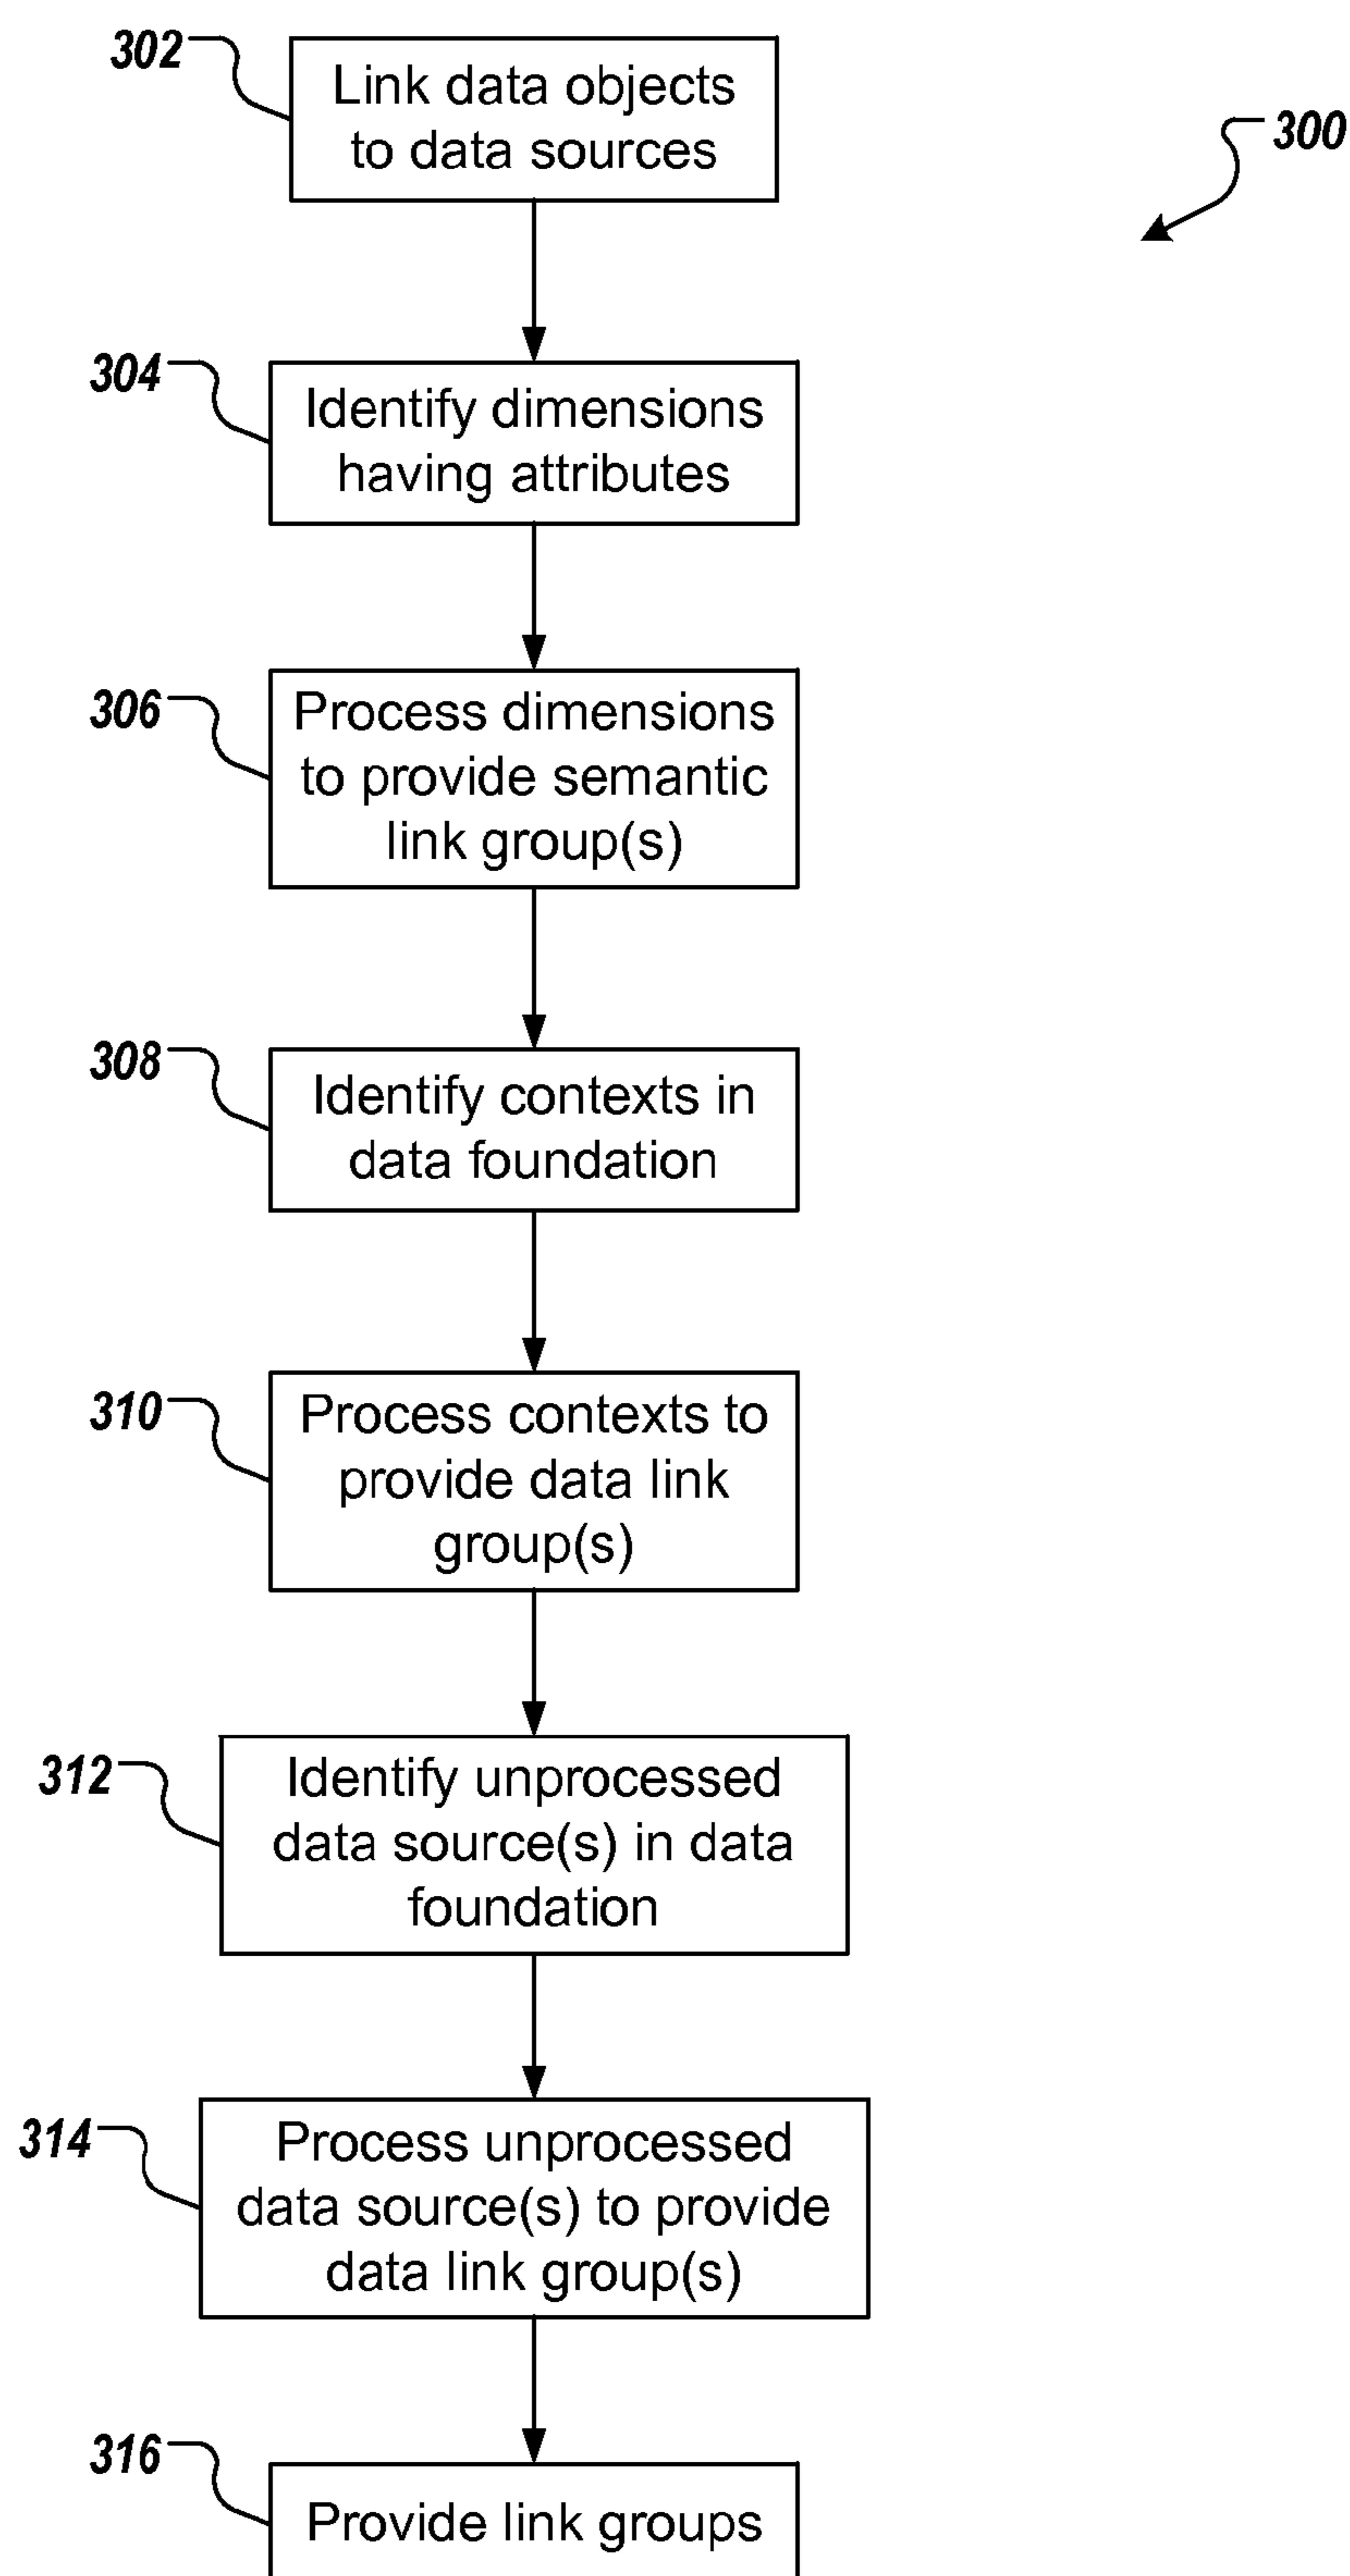 302
Link data objects
to data sources
300
304
Identify dimensions
having attributes
306
Process dimensions
to provide semantic
link group(s)
308
Identify contexts in
data foundation
310
Process contexts to
provide data link
group(s)
312
Identify unprocessed
data source(s) in data
foundation
314
Process unprocessed
data source(s) to provide
data link group(s)
316
Provide link groups